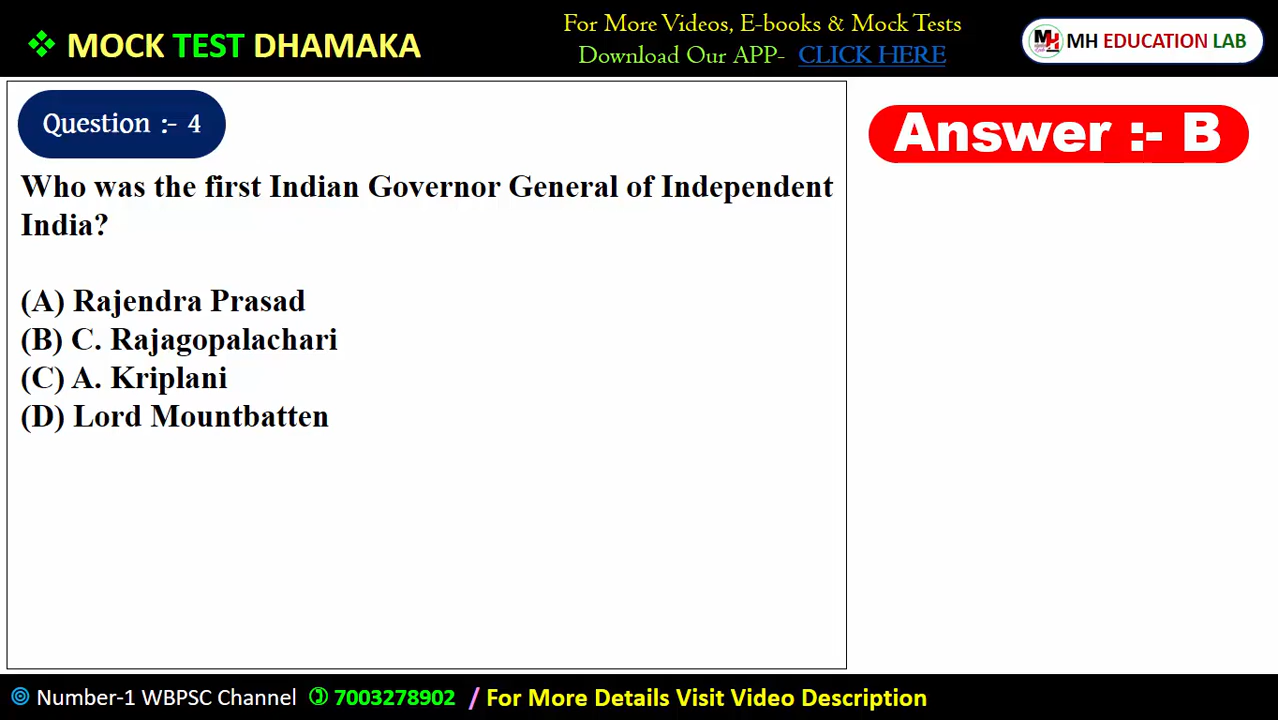 ❖ MOCK TEST DHAMAKA
For More Videos, E-books & Mock Tests
Download Our APP- CLICK HERE
MH EDUCATION LAB
Question :- 4
Answer :- B
Who was the first Indian Governor General of Independent
India?
(A) Rajendra Prasad
(B) C. Rajagopalachari
(C) A. Kriplani
(D) Lord Mountbatten
Number-1 WBPSC Channel 7003278902 / For More Details Visit Video Description